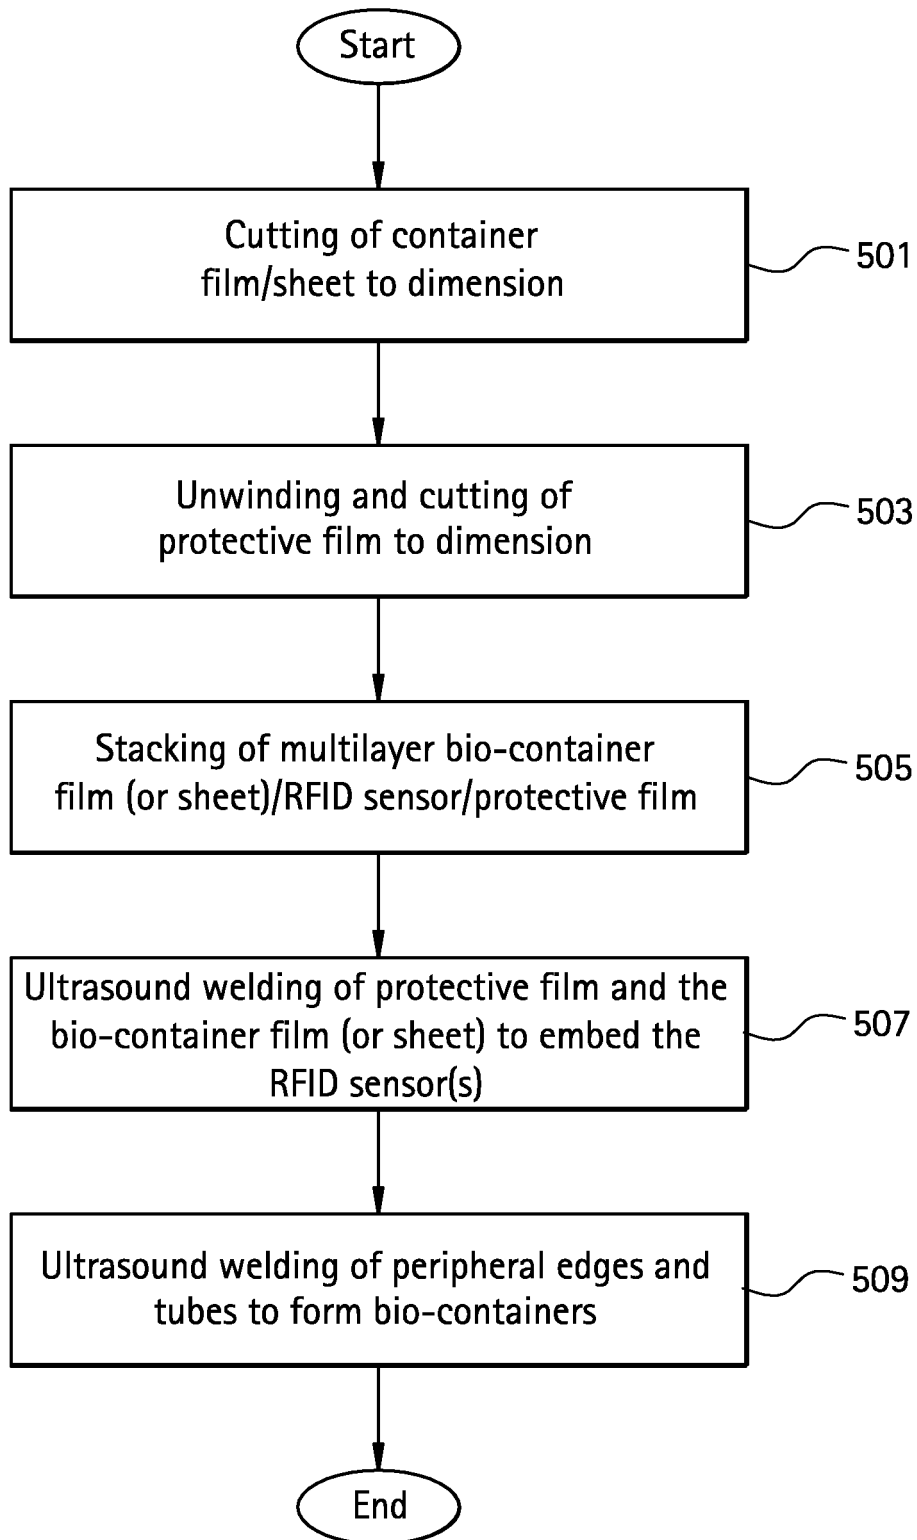 Start
Cutting of container
film/sheet to dimension
501
Unwinding and cutting of
protective film to dimension
503
Stacking of multilayer bio-container
film (or sheet)/RFID sensor/protective film
505
Ultrasound welding of protective film and the
bio-container film (or sheet) to embed the
RFID sensor(s)
507
Ultrasound welding of peripheral edges and
tubes to form bio-containers
509
End